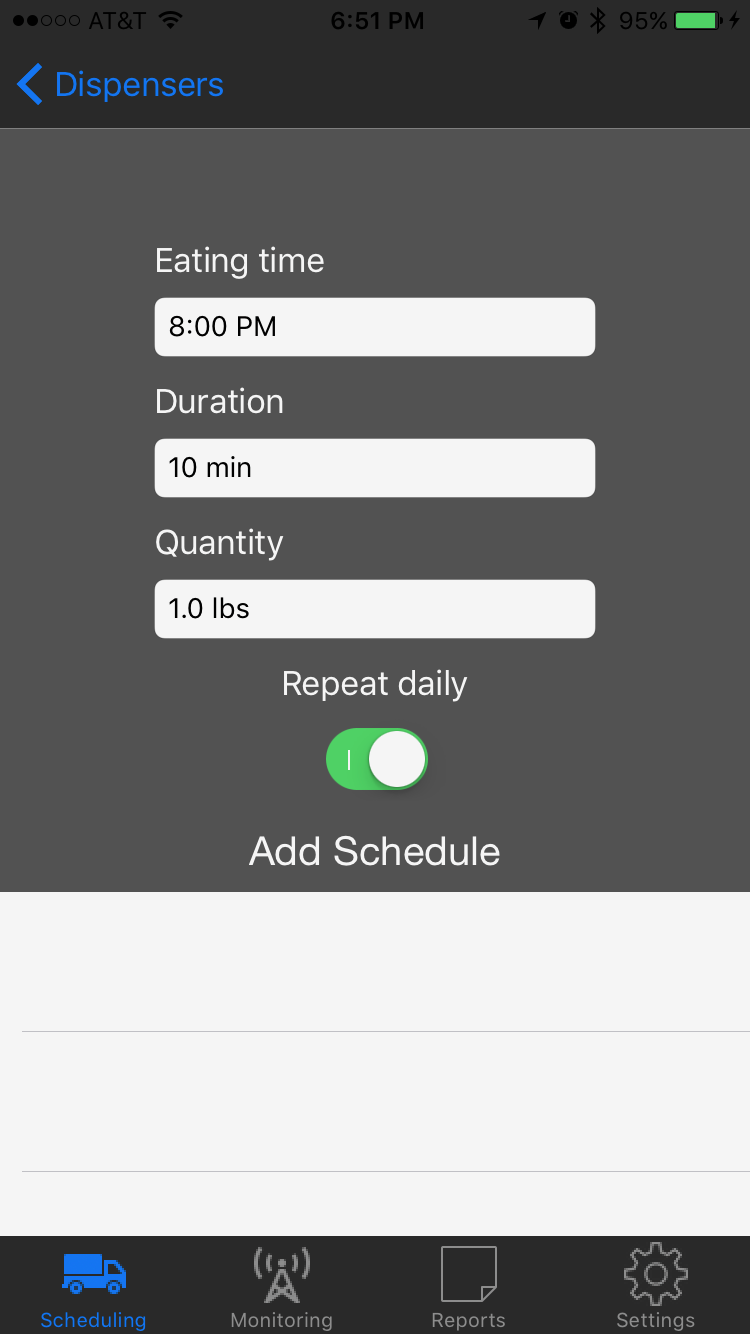 AT&T 6:51 PM 95%
Dispensers
Eating time
8:00 PM
Duration
10 min
Quantity
1.0 lbs
Repeat daily
Add Schedule
Scheduling Monitoring Reports Settings